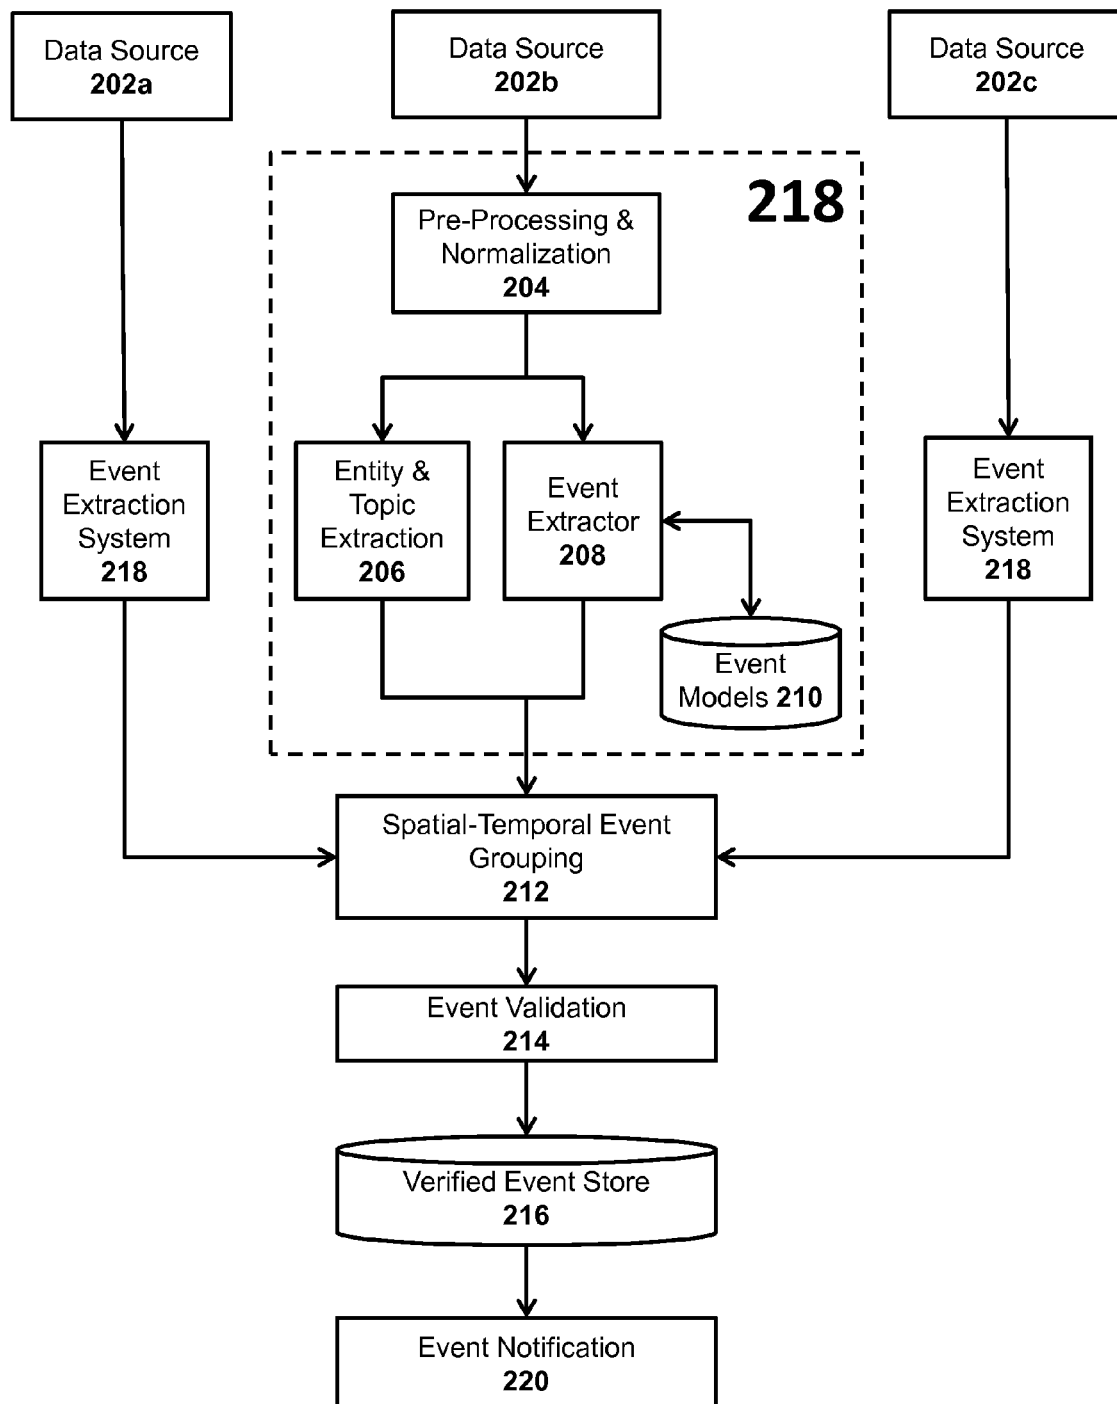 Data Source
202a
Data Source
202b
Data Source
202c
218
Pre-Processing &
Normalization
204
Event
Extraction
System
218
Entity &
Topic
Extraction
206
Event
Extractor
208
Event
Extraction
System
218
Event
Models 210
Spatial-Temporal Event
Grouping
212
Event Validation
214
Verified Event Store
216
Event Notification
220